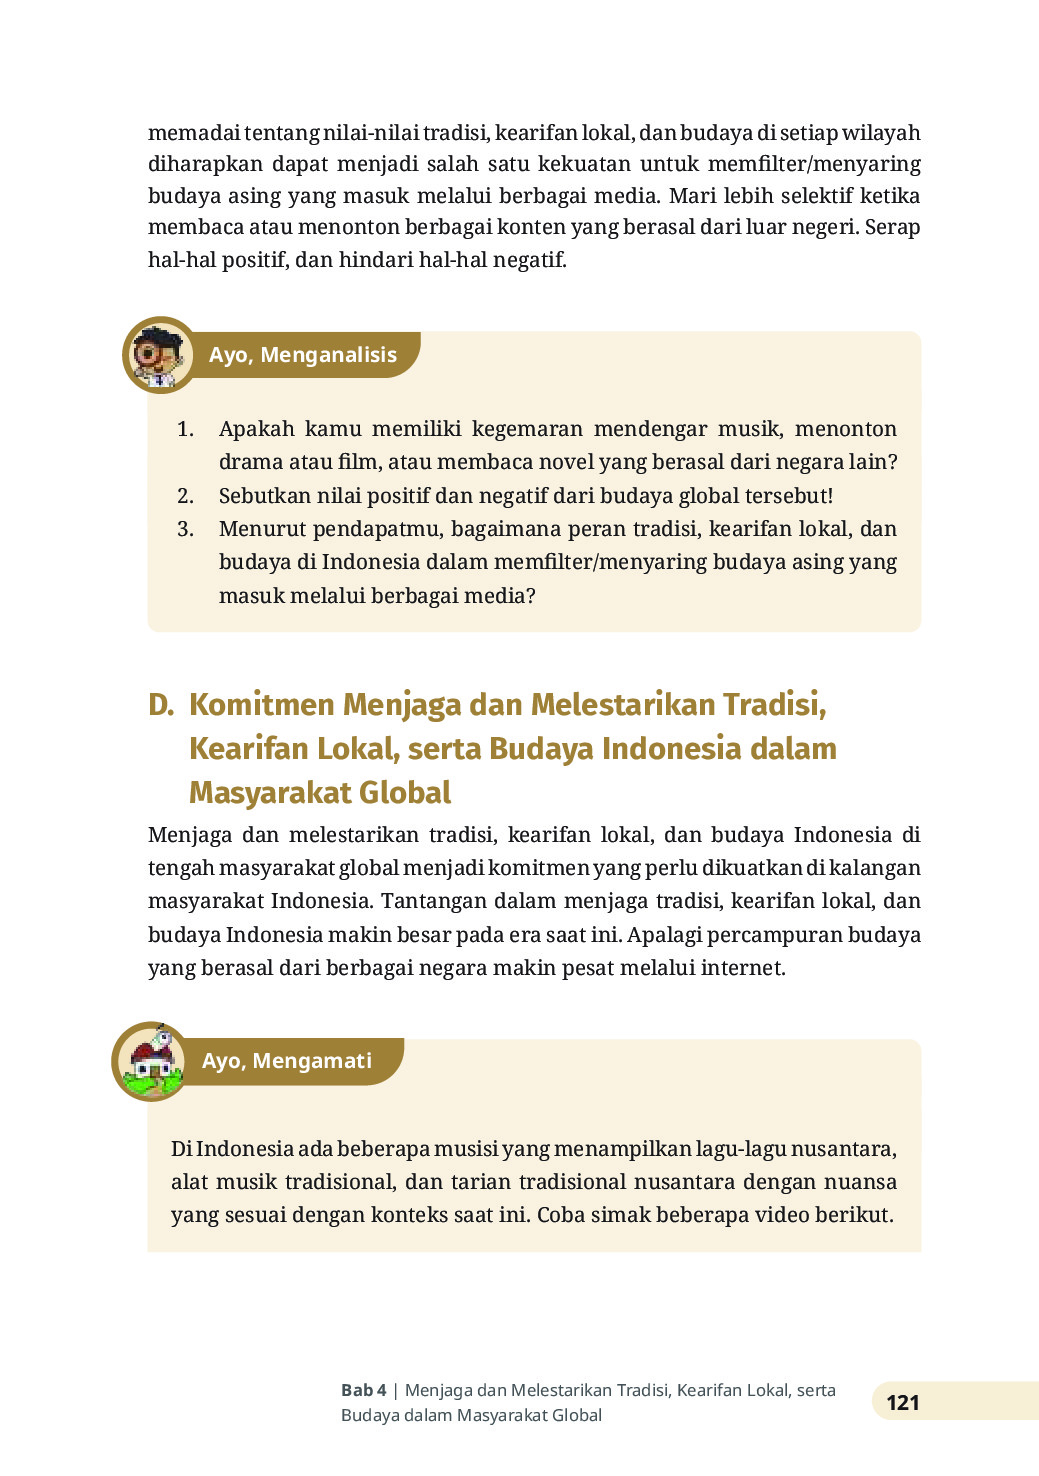 memadai tentang nilai-nilai tradisi, kearifan lokal, dan budaya di setiap wilayah
diharapkan dapat menjadi salah satu kekuatan untuk memfilter/menyaring
budaya asing yang masuk melalui berbagai media. Mari lebih selektif ketika
membaca atau menonton berbagai konten yang berasal dari luar negeri. Serap
hal-hal positif, dan hindari hal-hal negatif.
Ayo, Menganalisis
1. Apakah kamu memiliki kegemaran mendengar musik, menonton
drama atau film, atau membaca novel yang berasal dari negara lain?
2. Sebutkan nilai positif dan negatif dari budaya global tersebut!
3. Menurut pendapatmu, bagaimana peran tradisi, kearifan lokal, dan
budaya di Indonesia dalam memfilter/menyaring budaya asing yang
masuk melalui berbagai media?
D. Komitmen Menjaga dan Melestarikan Tradisi,
Kearifan Lokal, serta Budaya Indonesia dalam
Masyarakat Global
Menjaga dan melestarikan tradisi, kearifan lokal, dan budaya Indonesia di
tengah masyarakat global menjadi komitmen yang perlu dikuatkan di kalangan
masyarakat Indonesia. Tantangan dalam menjaga tradisi, kearifan lokal, dan
budaya Indonesia makin besar pada era saat ini. Apalagi percampuran budaya
yang berasal dari berbagai negara makin pesat melalui internet.
Ayo, Mengamati
Di Indonesia ada beberapa musisi yang menampilkan lagu-lagu nusantara,
alat musik tradisional, dan tarian tradisional nusantara dengan nuansa
yang sesuai dengan konteks saat ini. Coba simak beberapa video berikut.
Bab 4 | Menjaga dan Melestarikan Tradisi, Kearifan Lokal, serta
Budaya dalam Masyarakat Global
121